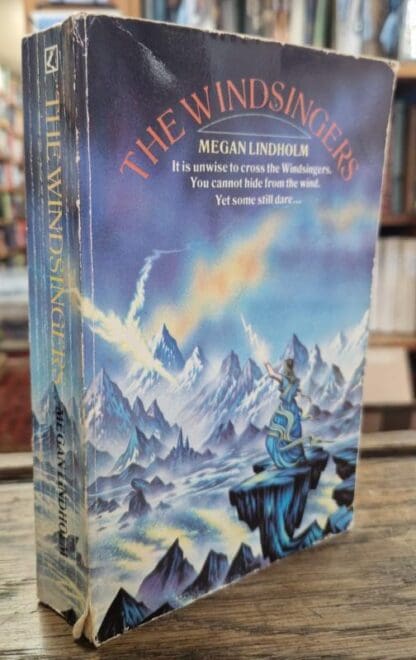 THE WINDSINGERS
MEGAN LINDHOLM
It is unwise to cross the Windsingers.
You cannot hide from the wind.
Yet some still dare...
THE WINDSINGERS
MEGAN LINDHOLM